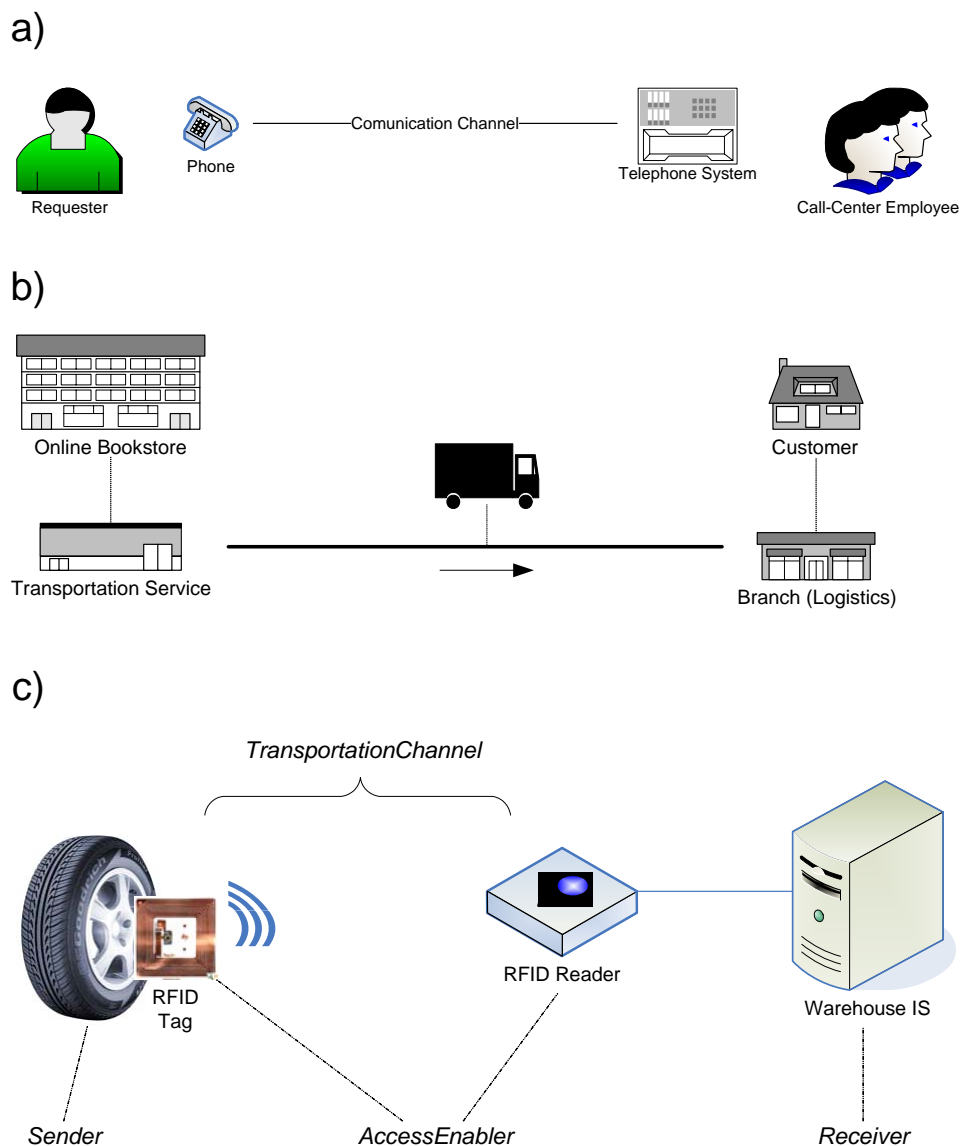 a)
Comunication Channel
Phone
Telephone System
Requester
Call-Center Employee
b)
Online Bookstore
Customer
Transportation Service
Branch (Logistics)
c)
TransportationChannel
RFID
Tag
RFID Reader
Warehouse IS
Sender
AccessEnabler
Receiver